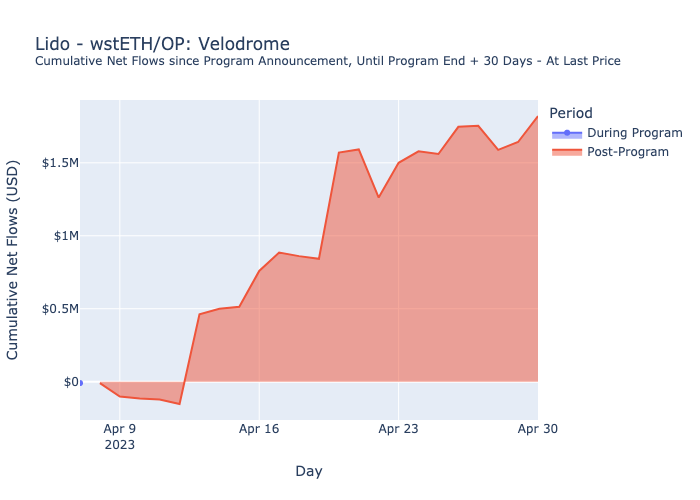 Lido - wstETH/OP: Velodrome
Cumulative Net Flows since Program Announcement, Until Program End + 30 Days - At Last Price
Period
During Program
Post-Program
Cumulative Net Flows (USD)
$1.5M
$1M
$0.5M
$0
Apr 9
2023
Apr 16
Apr 23
Apr 30
Day